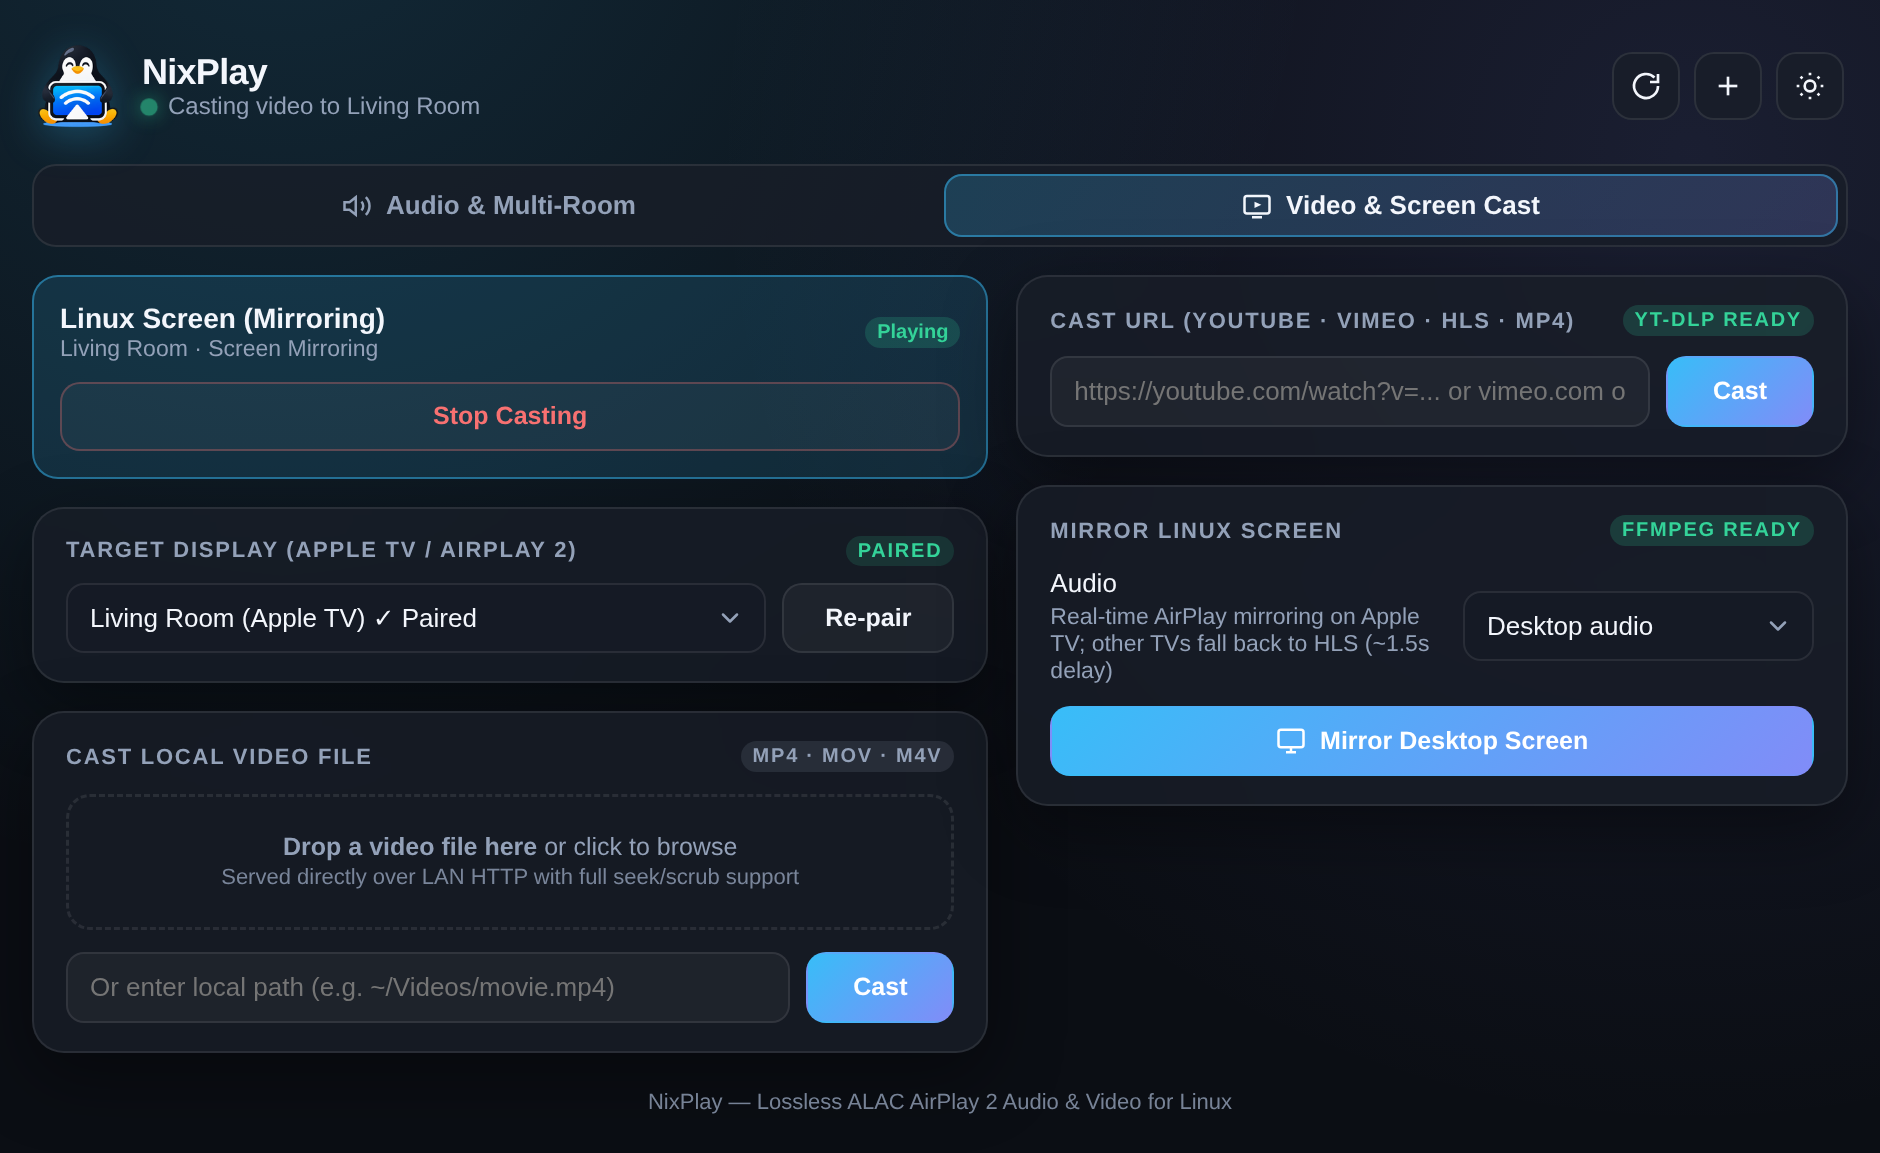 NixPlay
Casting video to Living Room
Audio & Multi-Room
Video & Screen Cast
Linux Screen (Mirroring)
Living Room · Screen Mirroring
Playing
Stop Casting
TARGET DISPLAY (APPLE TV / AIRPLAY 2)
PAIRED
Living Room (Apple TV) ✓ Paired
Re-pair
CAST LOCAL VIDEO FILE
MP4 · MOV · M4V
Drop a video file here or click to browse
Served directly over LAN HTTP with full seek/scrub support
Or enter local path (e.g. ~/Videos/movie.mp4)
Cast
CAST URL (YOUTUBE · VIMEO · HLS · MP4)
YT-DLP READY
https://youtube.com/watch?v=... or vimeo.com o
Cast
MIRROR LINUX SCREEN
FFMPEG READY
Audio
Real-time AirPlay mirroring on Apple
TV; other TVs fall back to HLS (~1.5s
delay)
Desktop audio
Mirror Desktop Screen
NixPlay — Lossless ALAC AirPlay 2 Audio & Video for Linux